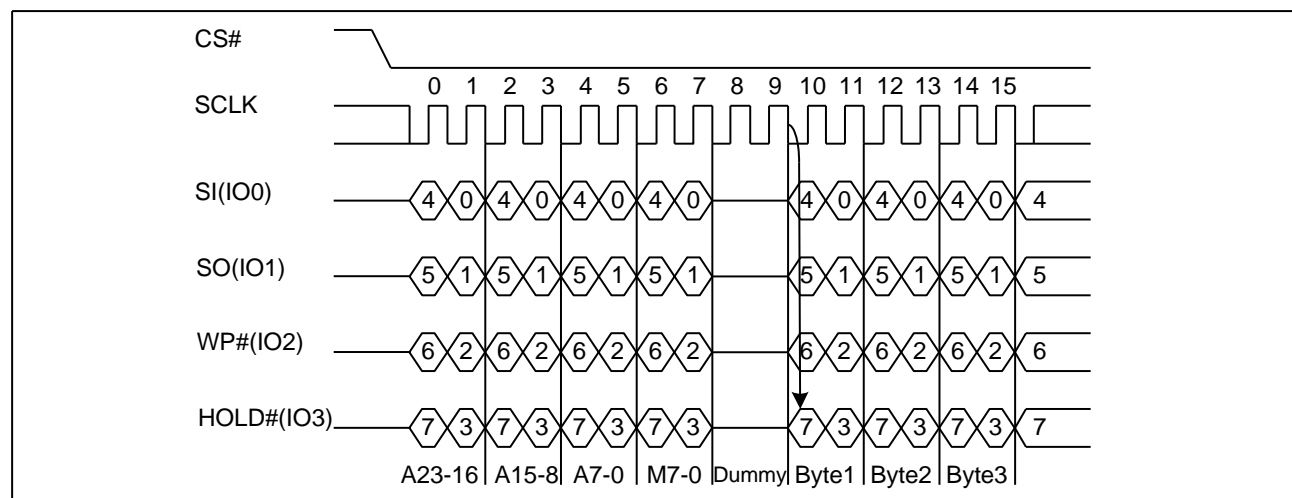 CS#
0 1 2 3 4 5 6 7 8 9 10 11 12 13 14 15
SCLK
SI(IO0) 4 0 4 0 4 0 4 0 4 0 4 0 4 0 4
SO(IO1) 5 1 5 1 5 1 5 1 5 1 5 1 5 1 5
WP#(IO2) 6 2 6 2 6 2 6 2 6 2 6 2 6 2 6
HOLD#(IO3) 7 3 7 3 7 3 7 3 7 3 7 3 7 3 7
A23-16 A15-8 A7-0 M7-0 Dummy Byte1 Byte2 Byte3